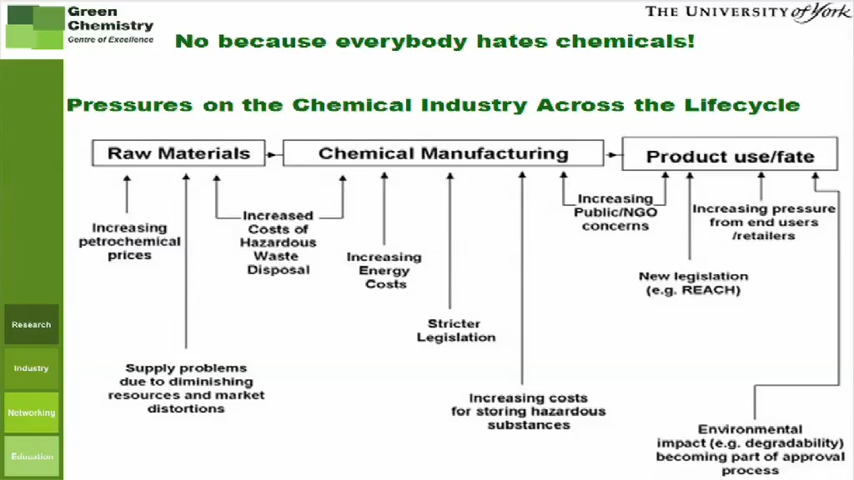 Green
Chemistry
Centre of Excellence
THE UNIVERSITY of York
No because everybody hates chemicals!
Pressures on the Chemical Industry Across the Lifecycle
Raw Materials
Chemical Manufacturing
Product use/fate
Increasing
petrochemical
prices
Increased
Costs of
Hazardous
Waste
Disposal
Increasing
Energy
Costs
Increasing
Public/NGO
concerns
Increasing pressure
from end users
/retailers
New legislation
(e.g. REACH)
Stricter
Legislation
Supply problems
due to diminishing
resources and market
distortions
Increasing costs
for storing hazardous
substances
Environmental
impact (e.g. degradability)
becoming part of approval
process
Research
Industry
Networking
Education